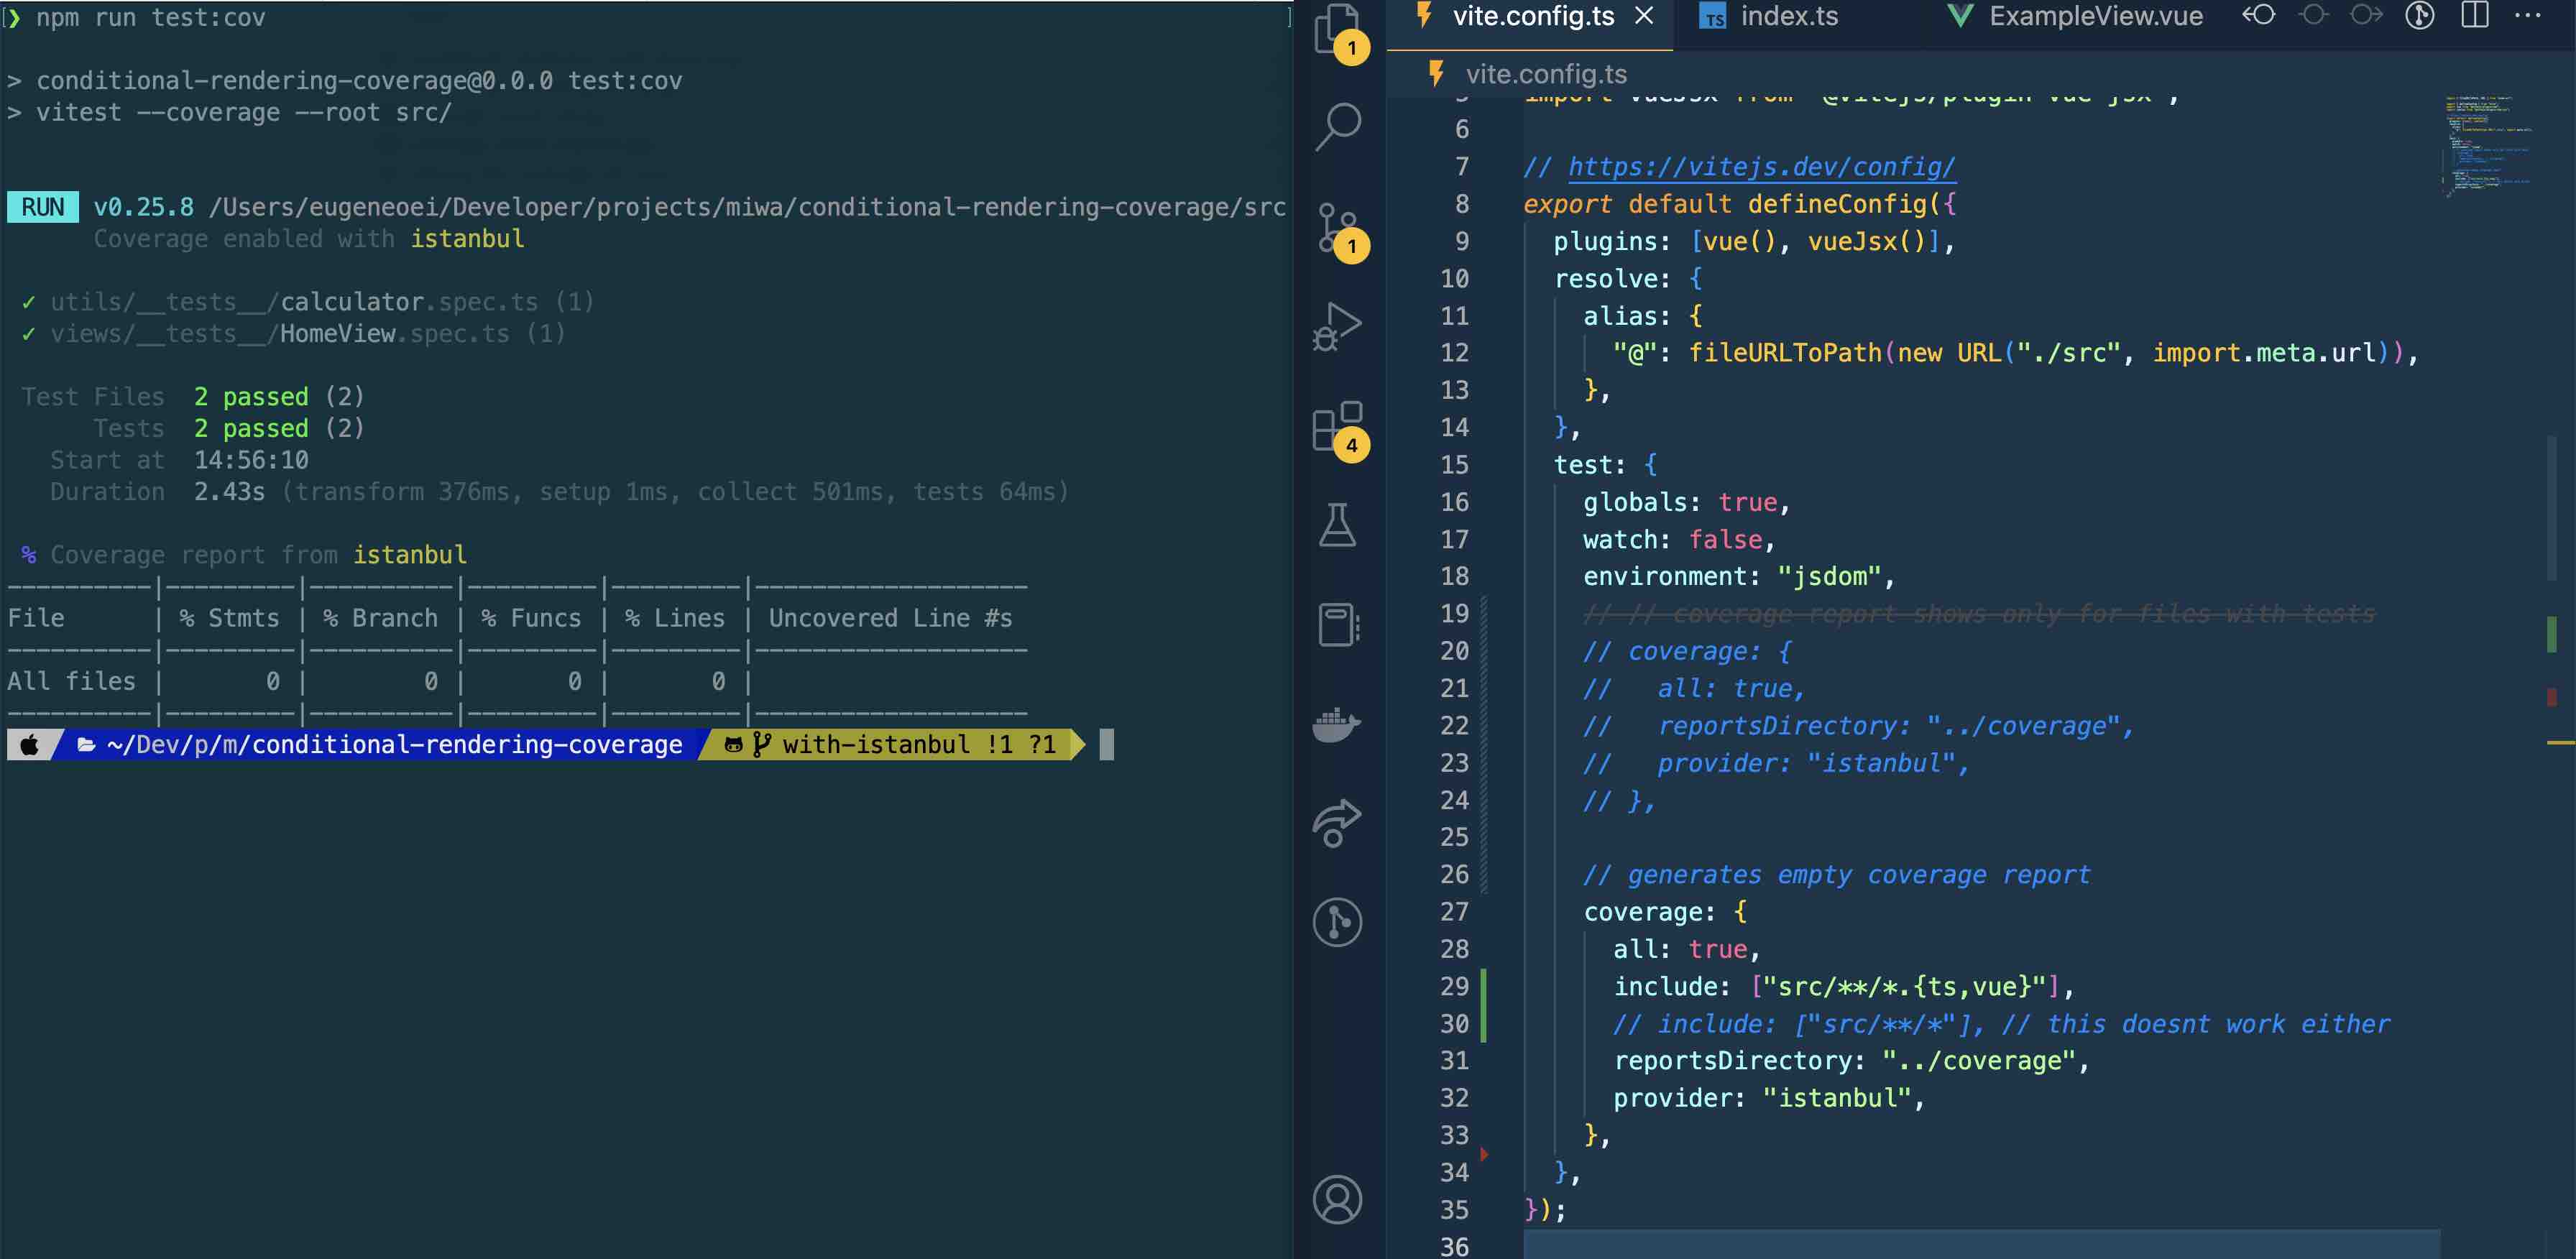 ❯ npm run test:cov
> conditional-rendering-coverage@0.0.0 test:cov
> vitest --coverage --root src/
RUN v0.25.8 /Users/eugeneoei/Developer/projects/miwa/conditional-rendering-coverage/src
Coverage enabled with istanbul
✓ utils/__tests__/calculator.spec.ts (1)
✓ views/__tests__/HomeView.spec.ts (1)
Test Files 2 passed (2)
Tests 2 passed (2)
Start at 14:56:10
Duration 2.43s (transform 376ms, setup 1ms, collect 501ms, tests 64ms)
% Coverage report from istanbul
File | % Stmts | % Branch | % Funcs | % Lines | Uncovered Line #s
All files | 0 | 0 | 0 | 0 |
~/Dev/p/m/conditional-rendering-coverage with-istanbul !1 ?1
1
1
4
vite.config.ts
TS index.ts
ExampleView.vue
vite.config.ts
5 import vueJsx from "@vitejs/plugin-vue-jsx";
6
7 // https://vitejs.dev/config/
8 export default defineConfig({
9 plugins: [vue(), vueJsx()],
10 resolve: {
11 alias: {
12 "@": fileURLToPath(new URL("./src", import.meta.url)),
13 },
14 },
15 test: {
16 globals: true,
17 watch: false,
18 environment: "jsdom",
19 // // coverage report shows only for files with tests
20 // coverage: {
21 // all: true,
22 // reportsDirectory: "../coverage",
23 // provider: "istanbul",
24 // },
25
26 // generates empty coverage report
27 coverage: {
28 all: true,
29 include: ["src/**/*.{ts,vue}"],
30 // include: ["src/**/*"], // this doesnt work either
31 reportsDirectory: "../coverage",
32 provider: "istanbul",
33 },
34 },
35 });
36